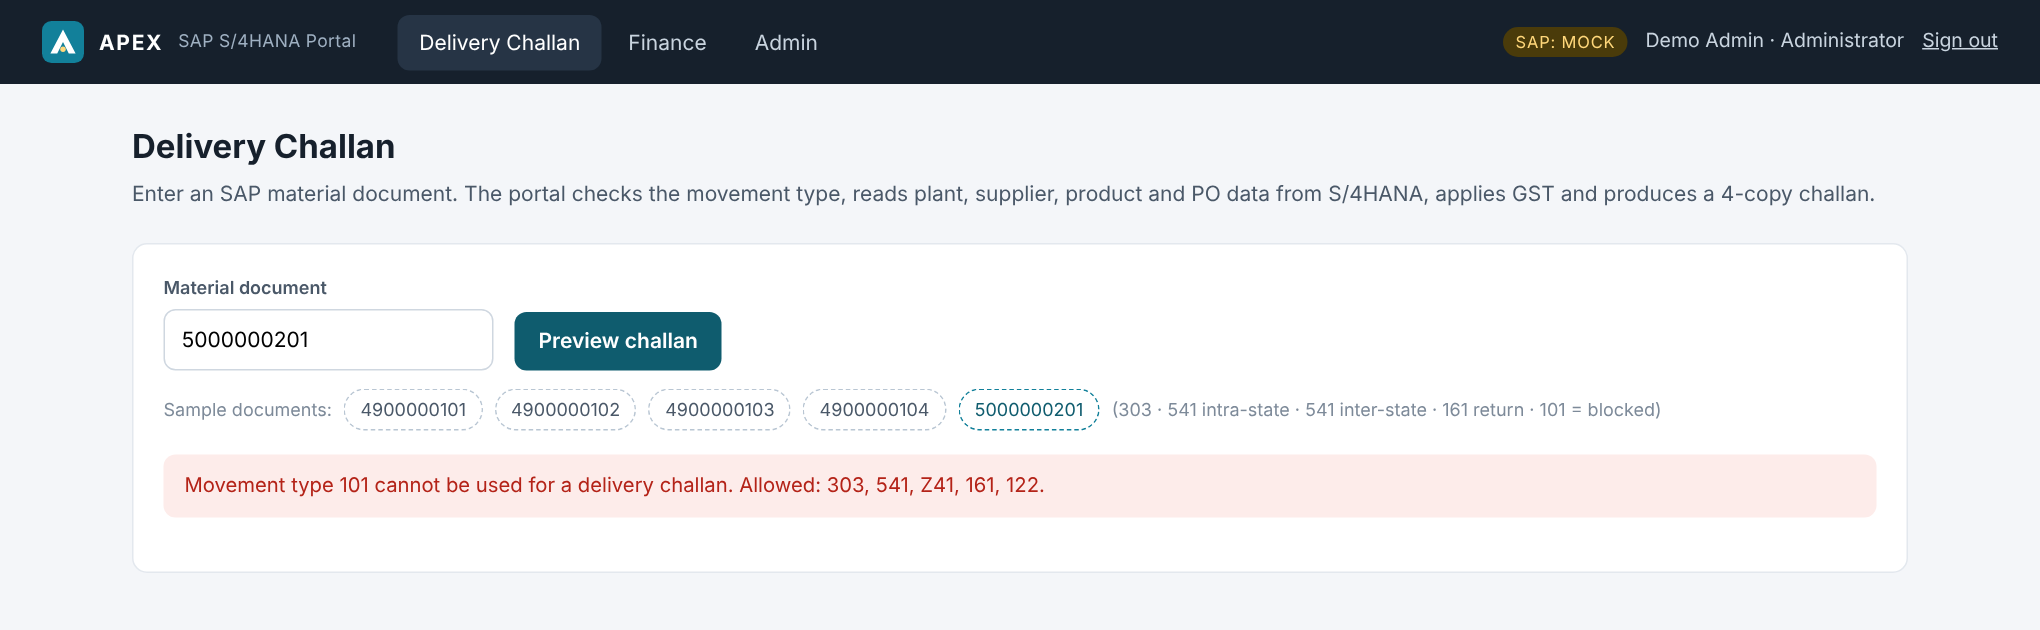 APEX SAP S/4HANA Portal Delivery Challan Finance Admin SAP: MOCK Demo Admin · Administrator Sign out
Delivery Challan
Enter an SAP material document. The portal checks the movement type, reads plant, supplier, product and PO data from S/4HANA, applies GST and produces a 4-copy challan.
Material document
5000000201 Preview challan
Sample documents: 4900000101 4900000102 4900000103 4900000104 5000000201 (303 · 541 intra-state · 541 inter-state · 161 return · 101 = blocked)
Movement type 101 cannot be used for a delivery challan. Allowed: 303, 541, Z41, 161, 122.